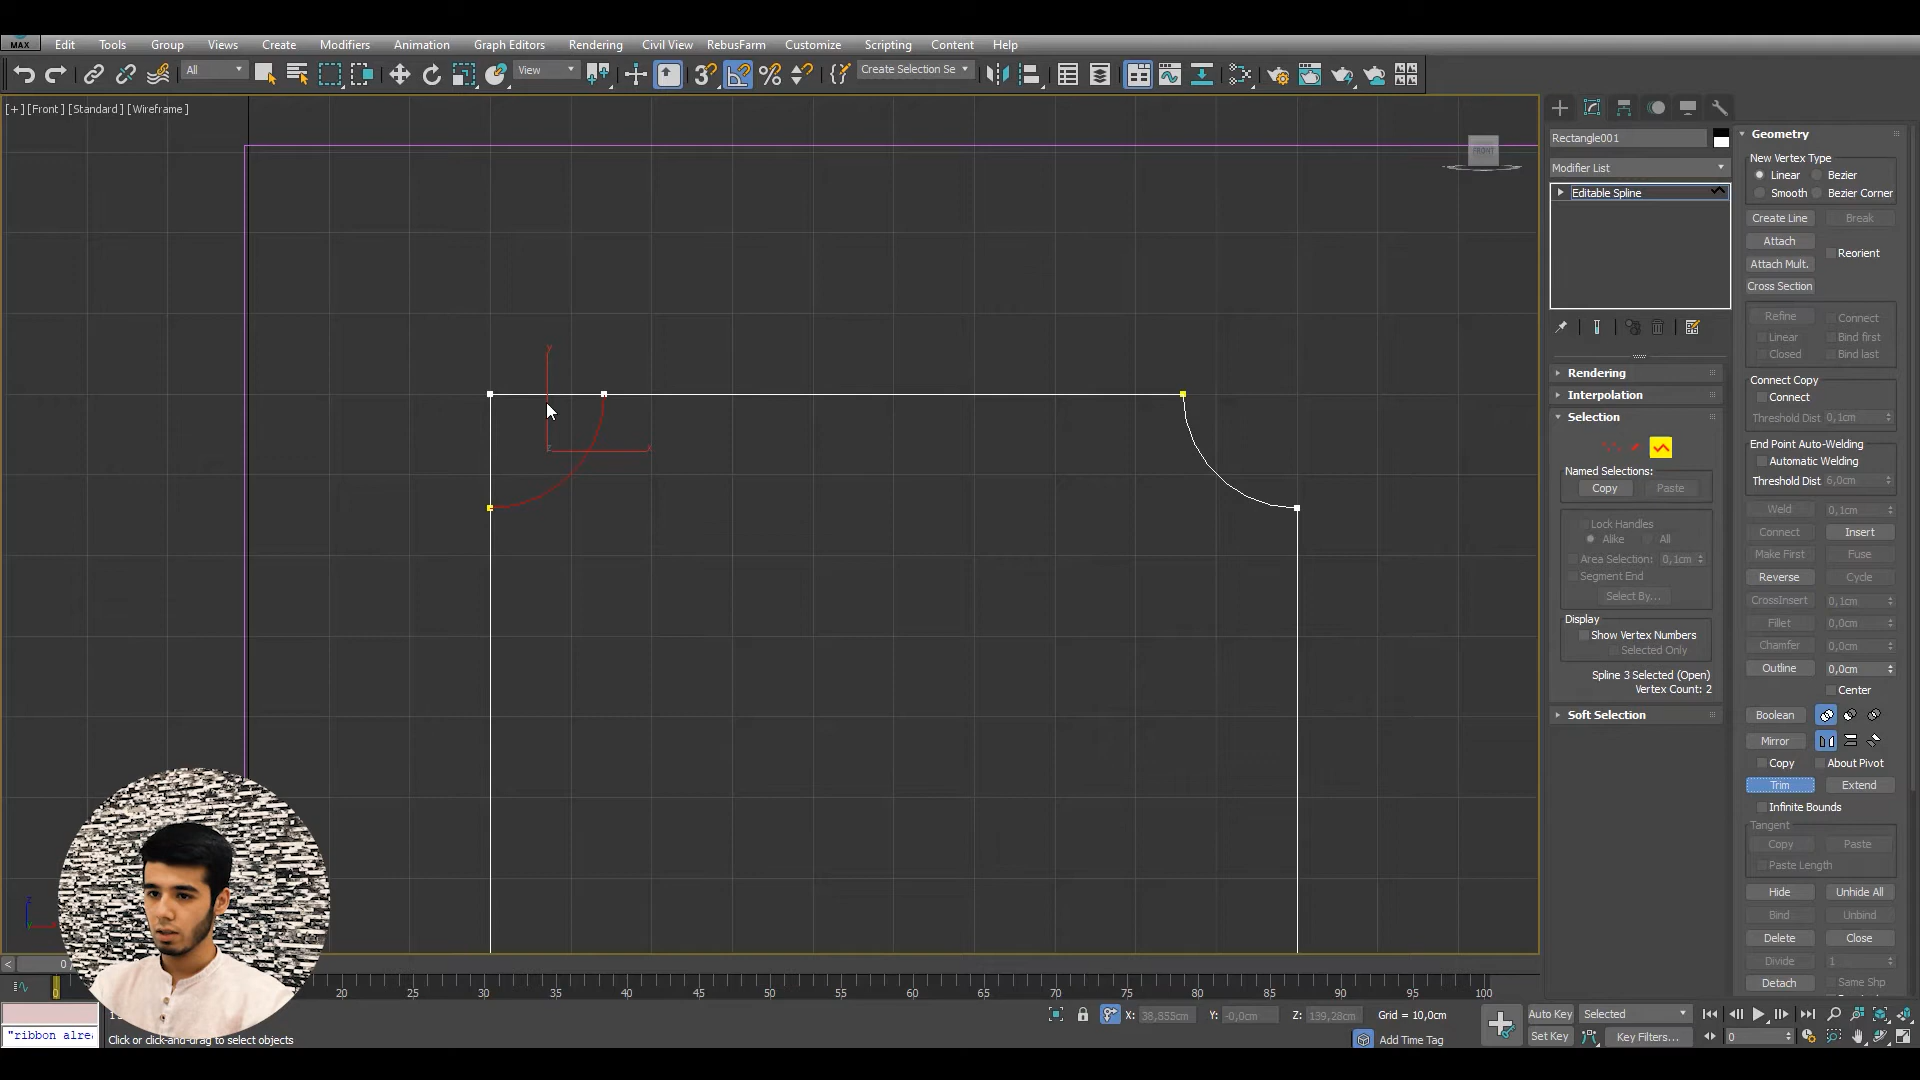 MAX
Edit Tools Group Views Create Modifiers Animation Graph Editors Rendering Civil View RebusFarm Customize Scripting Content Help
All
View
Create Selection Se
[+] [Front] [Standard] [Wireframe]
FRONT
y
x
z
Rectangle001
Modifier List
Editable Spline
Rendering
Interpolation
Selection
Named Selections:
Copy Paste
Lock Handles
Alike All
Area Selection: 0,1cm
Segment End
Select By...
Display
Show Vertex Numbers
Selected Only
Spline 3 Selected (Open)
Vertex Count: 2
Soft Selection
Geometry
New Vertex Type
Linear Bezier
Smooth Bezier Corner
Create Line Break
Attach
Reorient
Attach Mult.
Cross Section
Refine Connect
Linear Bind first
Closed Bind last
Connect Copy
Connect
Threshold Dist 0,1cm
End Point Auto-Welding
Automatic Welding
Threshold Dist 6,0cm
Weld 0,1cm
Connect Insert
Make First Fuse
Reverse Cycle
CrossInsert 0,1cm
Fillet 0,0cm
Chamfer 0,0cm
Outline 0,0cm
Center
Boolean
Mirror
Copy About Pivot
Trim Extend
Infinite Bounds
Tangent
Copy Paste
Paste Length
Hide Unhide All
Bind Unbind
Delete Close
Divide 1
Detach Same Shp
< 0
0 20 25 30 35 40 45 50 55 60 65 70 75 80 85 90 95 100
X: 38,855cm Y: -0,0cm Z: 139,28cm Grid = 10,0cm
Auto Key Selected
"ribbon alre
Click or click-and-drag to select objects
Add Time Tag
Set Key Key Filters...
0